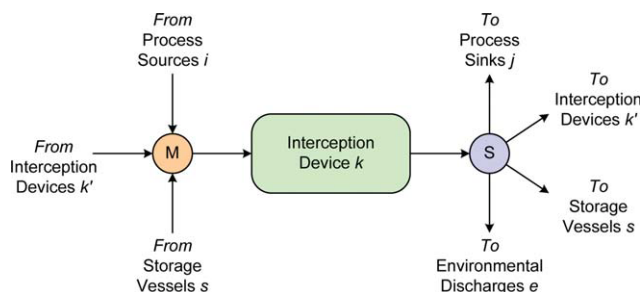 From
Process
Sources i
From
Interception
Devices k'
M
From
Storage
Vessels s
Interception
Device k
S
To
Process
Sinks j
To
Interception
Devices k'
To
Storage
Vessels s
To
Environmental
Discharges e